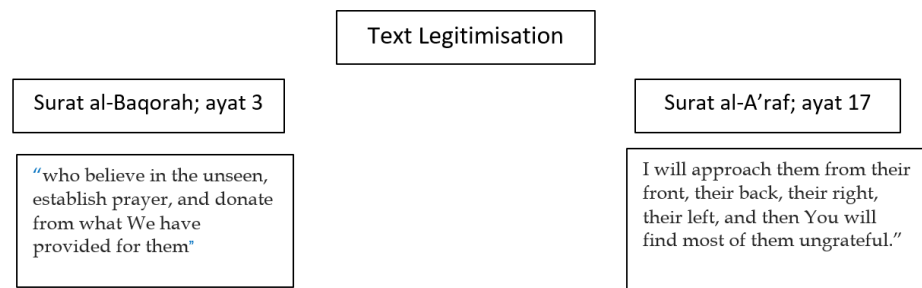 Text Legitimisation
Surat al-Baqorah; ayat 3
“who believe in the unseen,
establish prayer, and donate
from what We have
provided for them”
Surat al-A’raf; ayat 17
I will approach them from their
front, their back, their right,
their left, and then You will
find most of them ungrateful.”